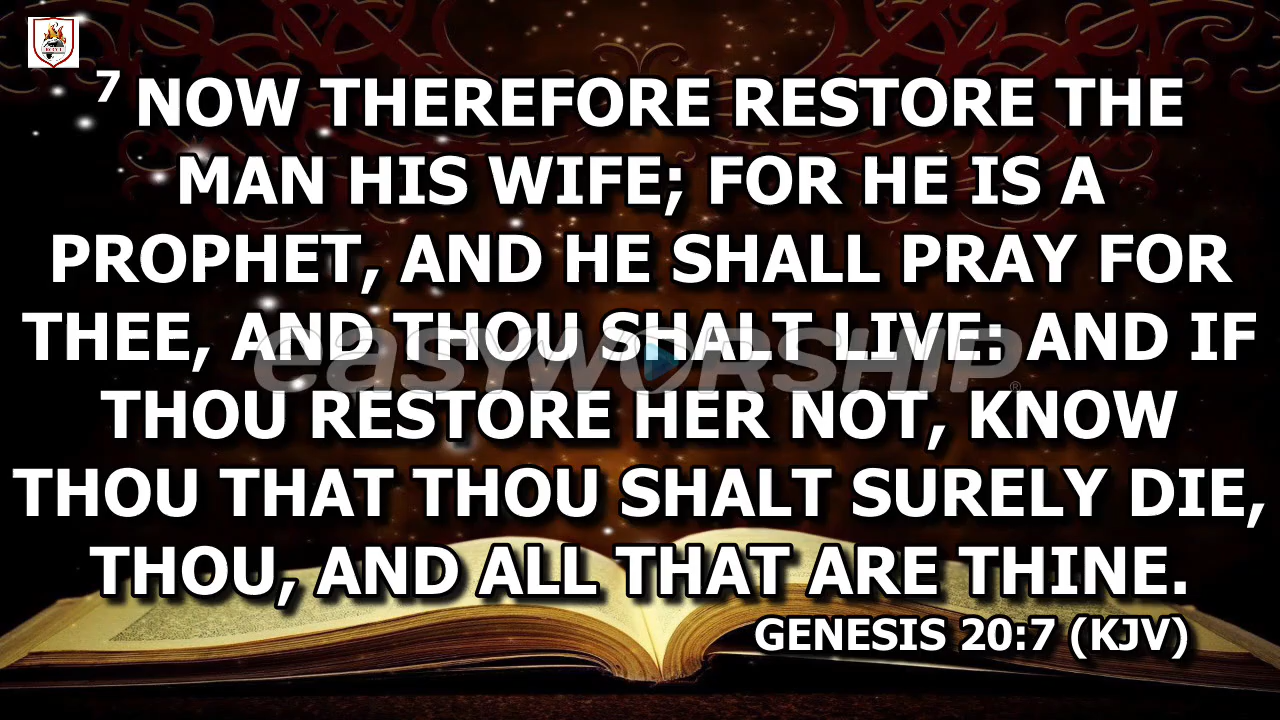 7 NOW THEREFORE RESTORE THE
MAN HIS WIFE; FOR HE IS A
PROPHET, AND HE SHALL PRAY FOR
THEE, AND THOU SHALT LIVE: AND IF
easyworship®
THOU RESTORE HER NOT, KNOW
THOU THAT THOU SHALT SURELY DIE,
THOU, AND ALL THAT ARE THINE.
GENESIS 20:7 (KJV)